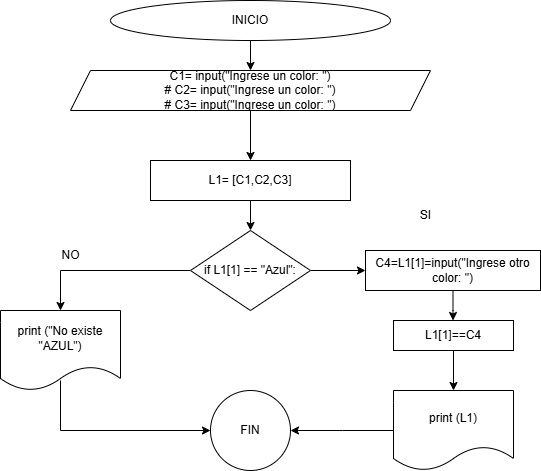 INICIO
C1= input("Ingrese un color: ")
# C2= input("Ingrese un color: ")
# C3= input("Ingrese un color: ")
L1= [C1,C2,C3]
SI
NO
if L1[1] == "Azul":
C4=L1[1]=input("Ingrese otro
color: ")
print ("No existe
"AZUL")
L1[1]==C4
print (L1)
FIN